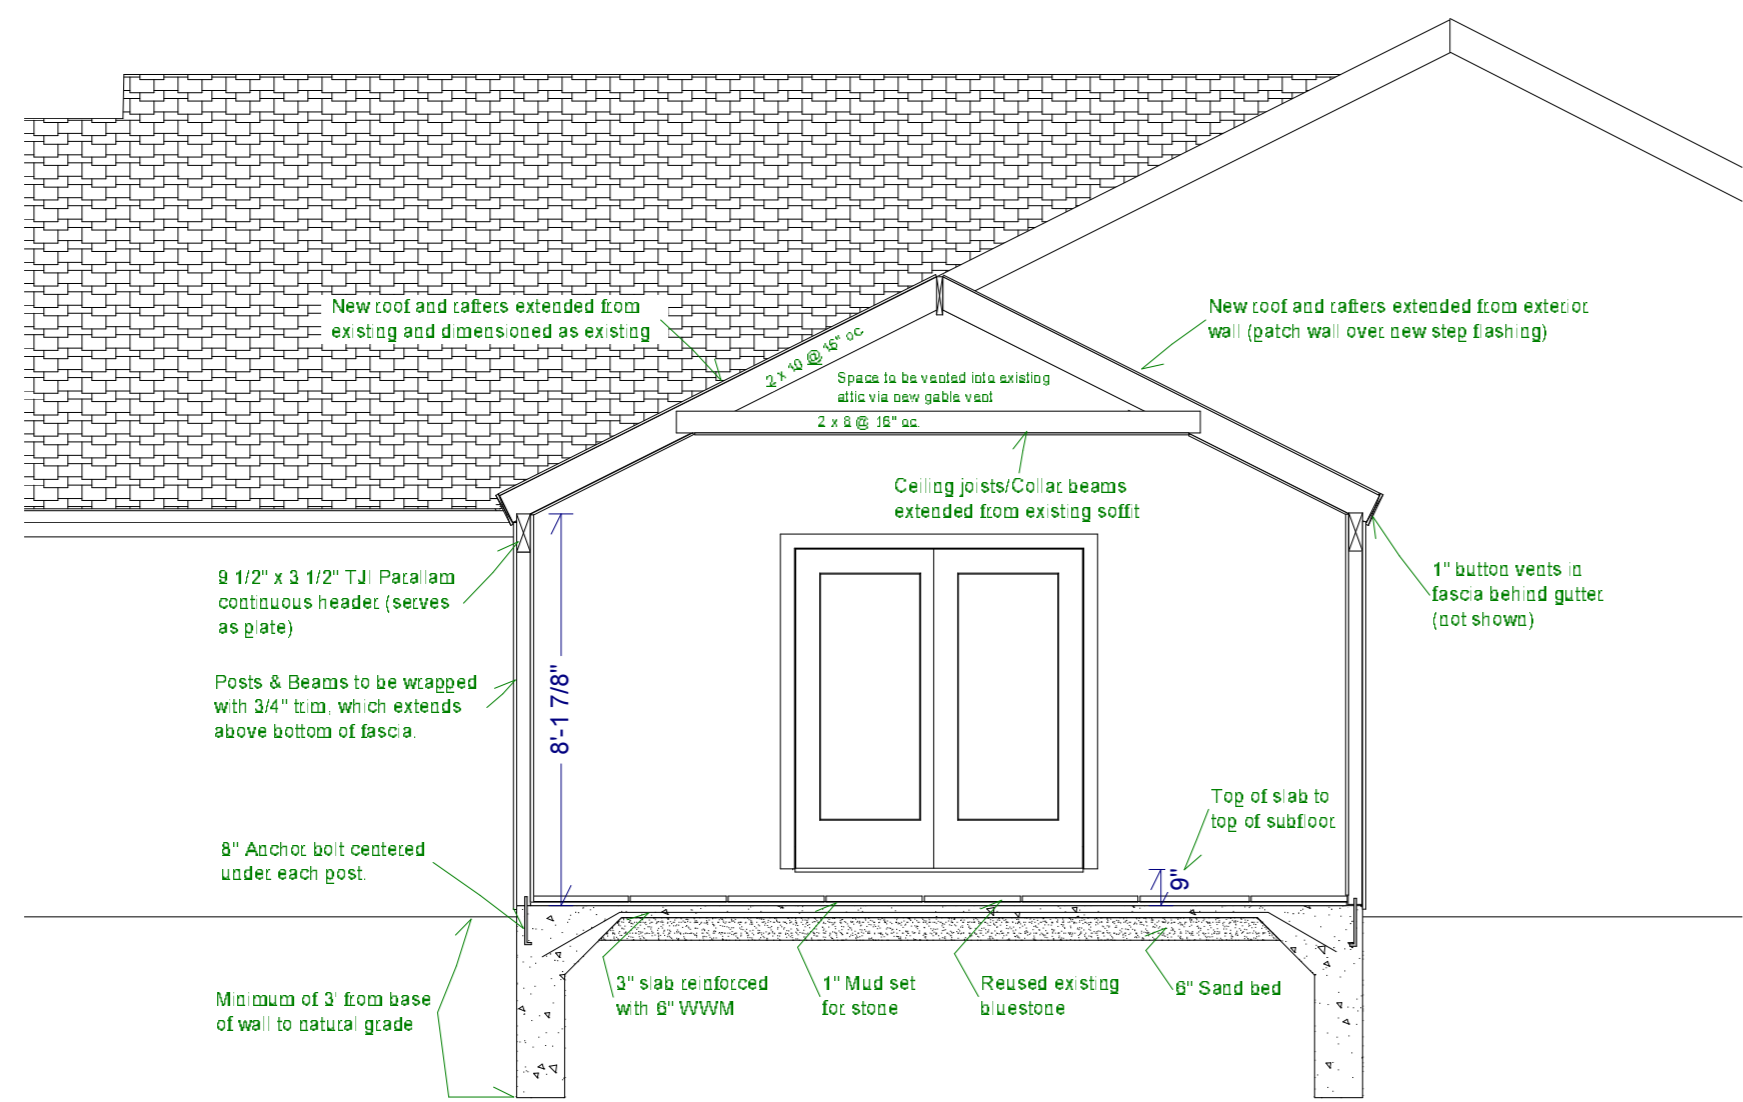 New roof and rafters extended from
existing and dimensioned as existing
New roof and rafters extended from exterior
wall (patch wall over new step flashing)
2 x 10 @ 16" oc
Space to be vented into existing
attic via new gable vent
2 x 8 @ 16" oc.
Ceiling joists/Collar beams
extended from existing soffit
9 1/2" x 3 1/2" TJI Parallam
continuous header (serves
as plate)
1" button vents in
fascia behind gutter
(not shown)
Posts & Beams to be wrapped
with 3/4" trim, which extends
above bottom of fascia.
8'-1 7/8"
Top of slab to
top of subfloor
8" Anchor bolt centered
under each post.
9"
Minimum of 3' from base
of wall to natural grade
3" slab reinforced
with 6" WWM
1" Mud set
for stone
Reused existing
bluestone
6" Sand bed